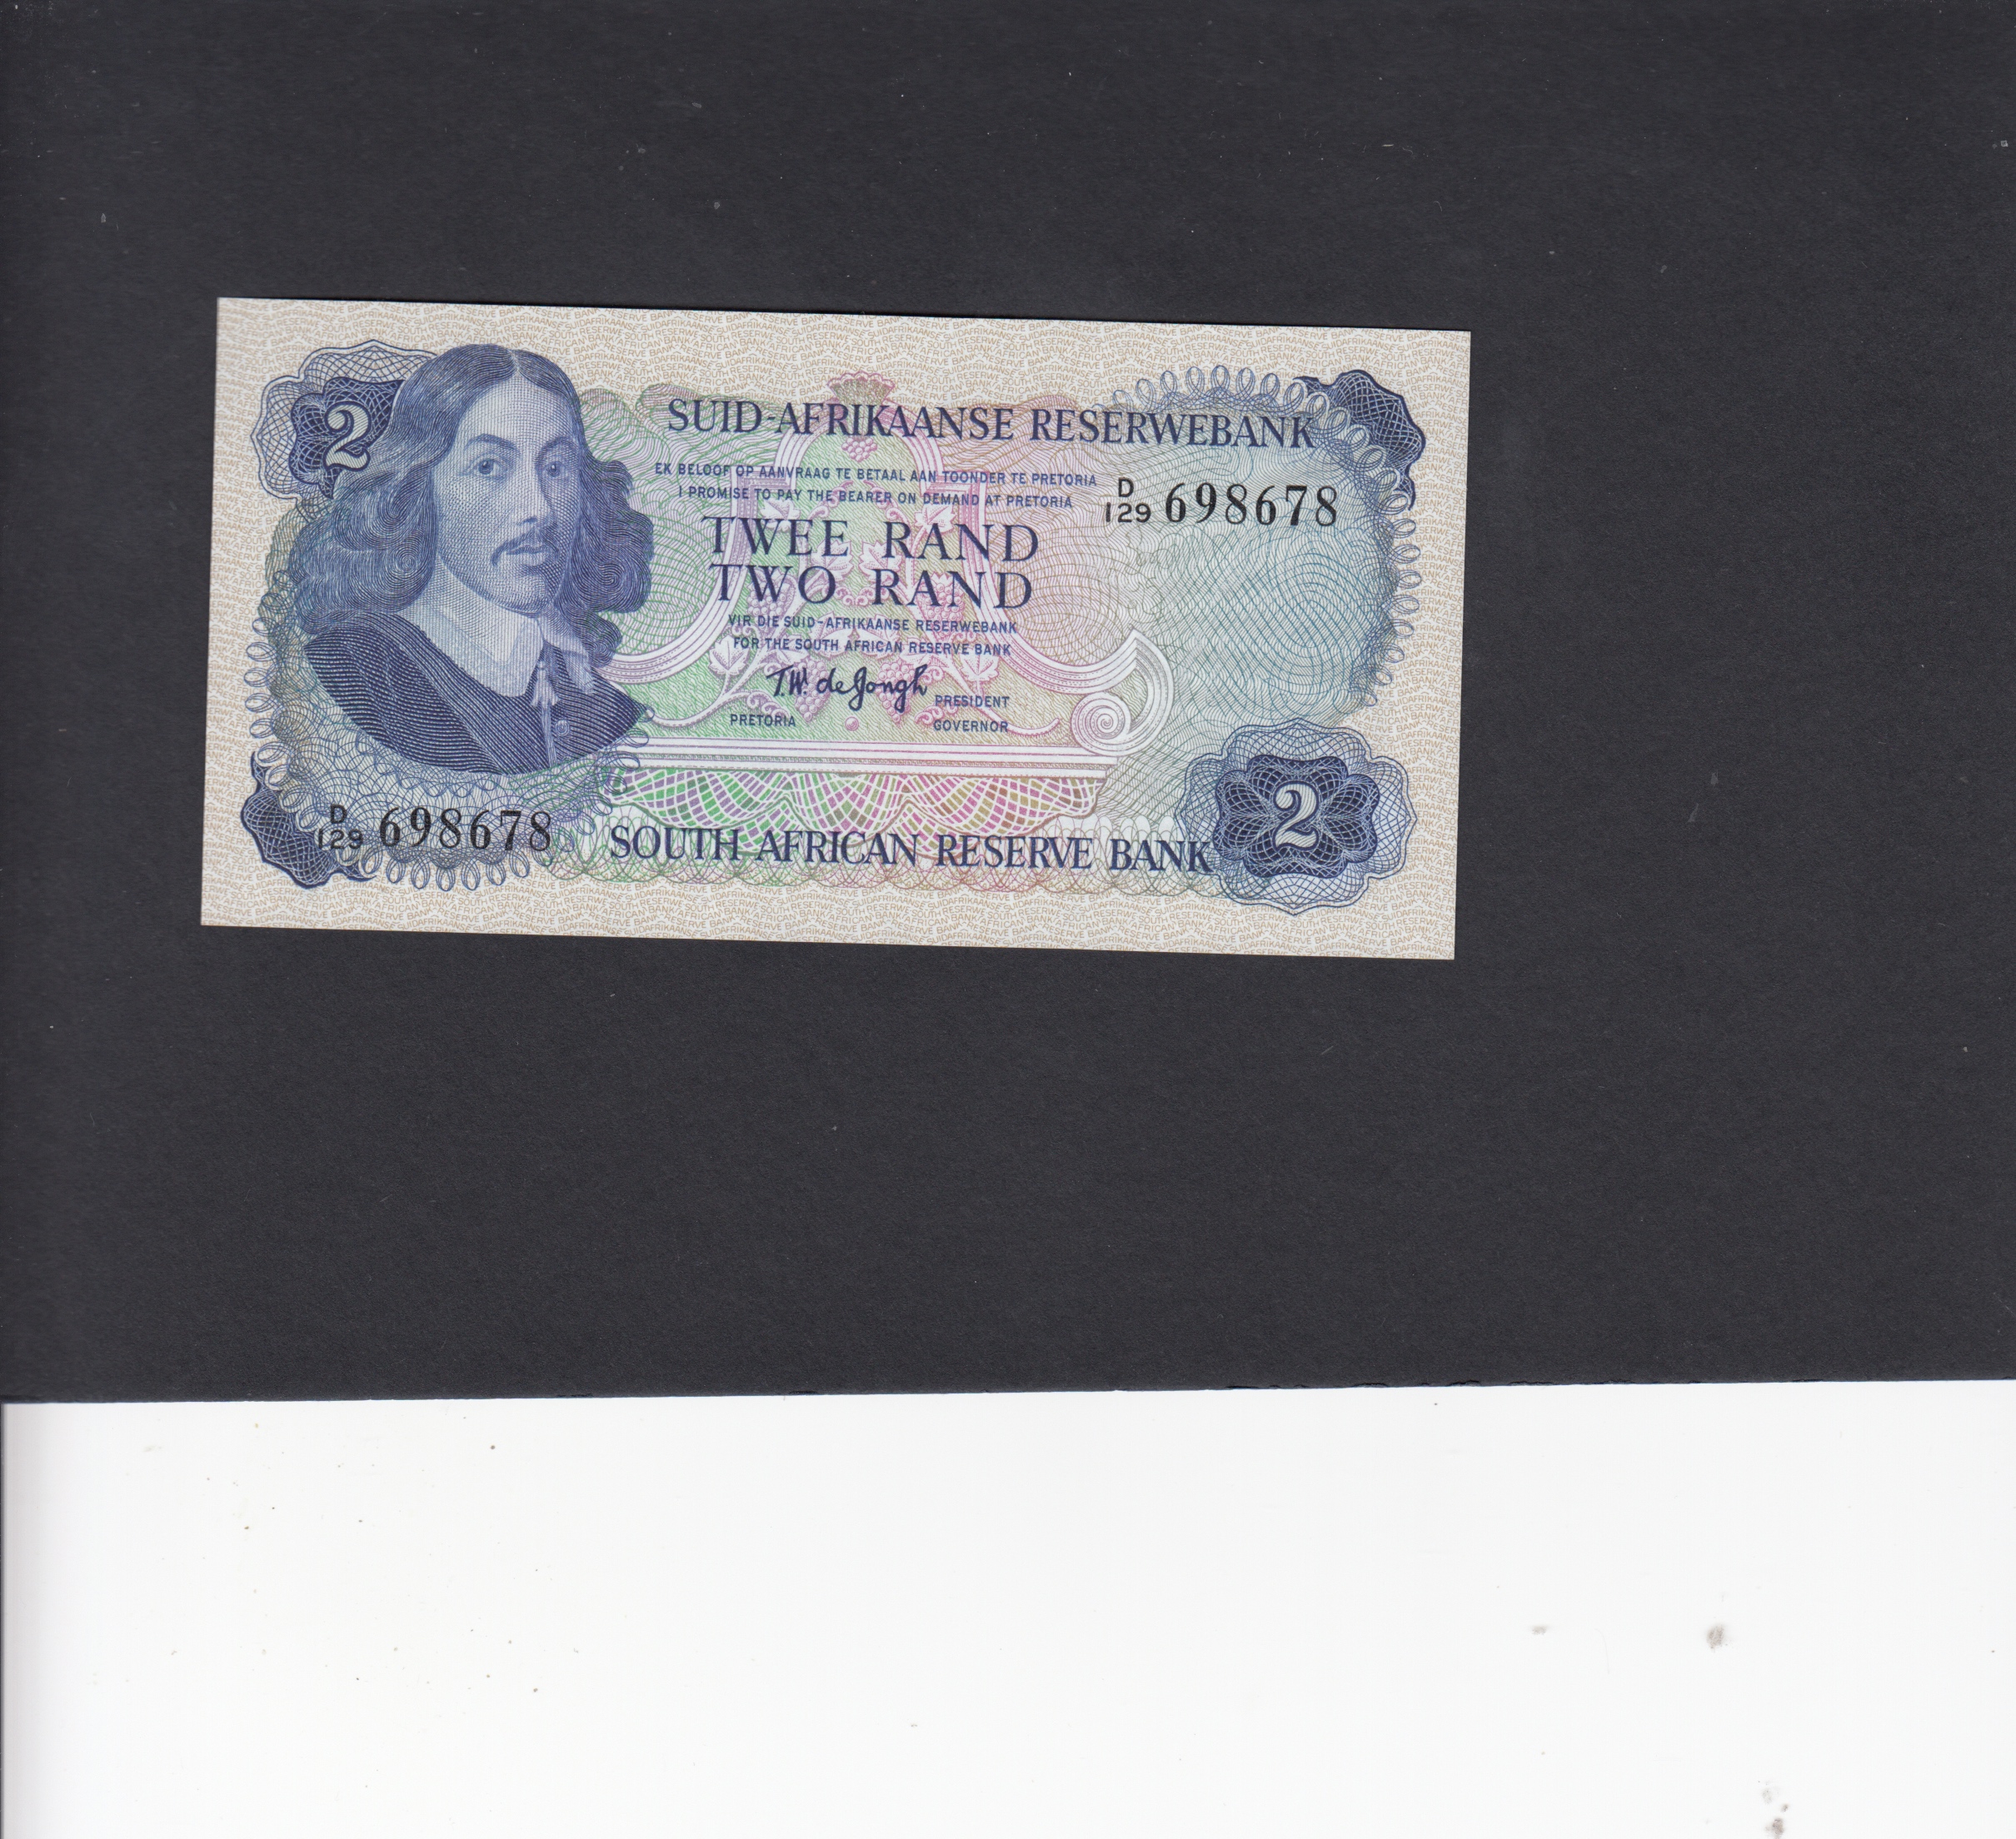 2
SUID-AFRIKAANSE RESERWEBANK
EK BELOOF OP AANVRAAG TE BETAAL AAN TOONDER TE PRETORIA
I PROMISE TO PAY THE BEARER ON DEMAND AT PRETORIA
D/129 698678
TWEE RAND
TWO RAND
VIR DIE SUID-AFRIKAANSE RESERWEBANK
FOR THE SOUTH AFRICAN RESERVE BANK
T.W. de Jongh
PRESIDENT
PRETORIA
GOVERNOR
D/129 698678
SOUTH AFRICAN RESERVE BANK
2